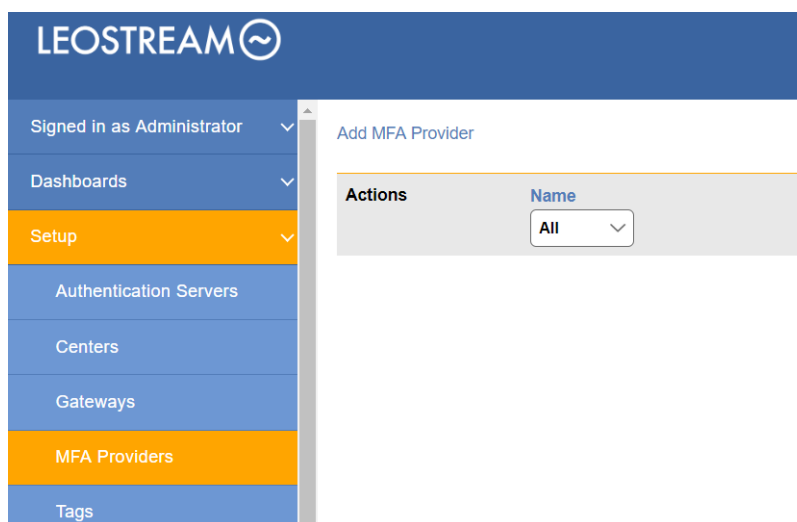 LEOSTREAM
Signed in as Administrator
Dashboards
Setup
Authentication Servers
Centers
Gateways
MFA Providers
Tags
Add MFA Provider
Actions
Name
All